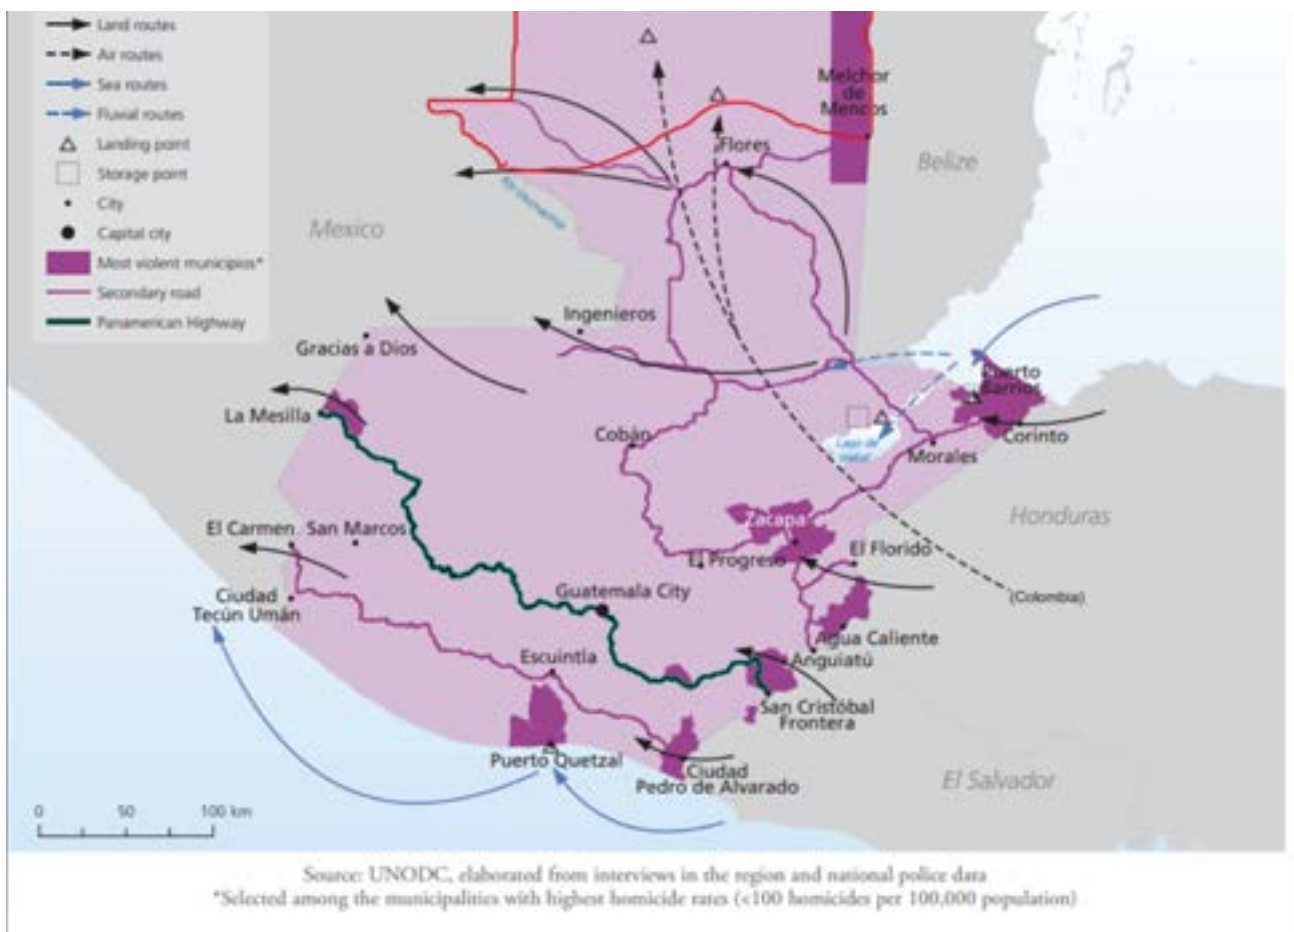 Land routes
Air routes
Sea routes
Fluvial routes
Landing point
Storage point
City
Capital city
Most violent municipios*
Secondary road
Panamerican Highway
Melchor
de
Mencos
Flores
Belize
Mexico
Ingenieros
Gracias a Dios
Puerto
Barrios
La Mesilla
Cobán
Corinto
Lago de
Izabal
Morales
Zacapa
Honduras
El Carmen
San Marcos
El Progreso
El Florido
Guatemala City
(Colombia)
Ciudad
Tecún Umán
Agua Caliente
Escuintla
Anguiatú
San Cristóbal
Frontera
Puerto Quetzal
Ciudad
Pedro de Alvarado
El Salvador
0 50 100 km
Source: UNODC, elaborated from interviews in the region and national police data
*Selected among the municipalities with highest homicide rates (<100 homicides per 100,000 population)